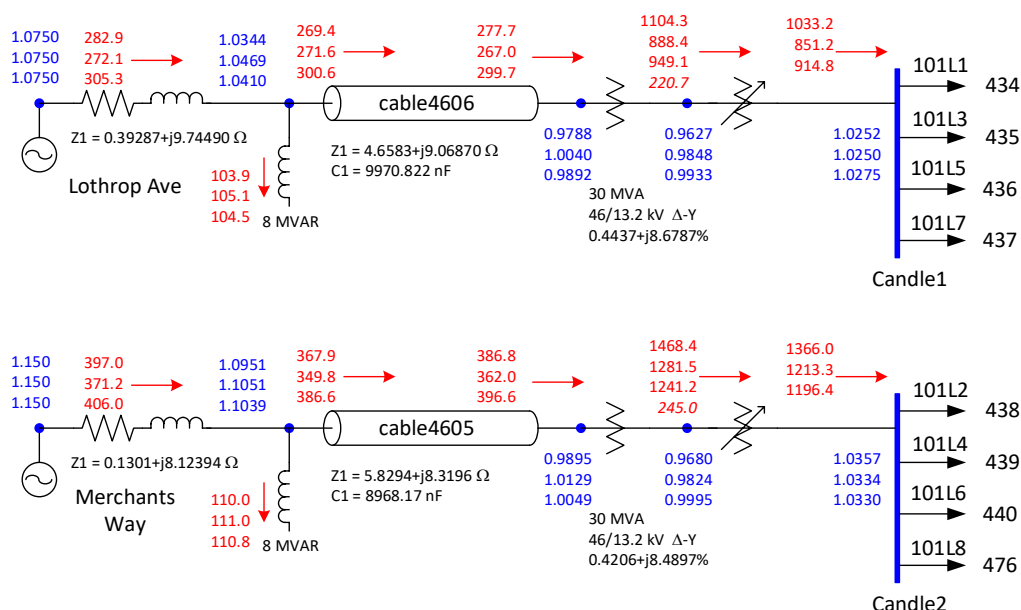 1.0750
1.0750
1.0750
282.9
272.1
305.3
1.0344
1.0469
1.0410
269.4
271.6
300.6
277.7
267.0
299.7
1104.3
888.4
949.1
220.7
1033.2
851.2
914.8
cable4606
Z1 = 0.39287+j9.74490 Ω
Lothrop Ave
103.9
105.1
104.5
8 MVAR
Z1 = 4.6583+j9.06870 Ω
C1 = 9970.822 nF
0.9788
1.0040
0.9892
0.9627
0.9848
0.9933
30 MVA
46/13.2 kV Δ-Y
0.4437+j8.6787%
1.0252
1.0250
1.0275
101L1 434
101L3 435
101L5 436
101L7 437
Candle1
1.150
1.150
1.150
397.0
371.2
406.0
1.0951
1.1051
1.1039
367.9
349.8
386.6
386.8
362.0
396.6
1468.4
1281.5
1241.2
245.0
1366.0
1213.3
1196.4
cable4605
Z1 = 0.1301+j8.12394 Ω
Merchants
Way
110.0
111.0
110.8
8 MVAR
Z1 = 5.8294+j8.3196 Ω
C1 = 8968.17 nF
0.9895
1.0129
1.0049
0.9680
0.9824
0.9995
30 MVA
46/13.2 kV Δ-Y
0.4206+j8.4897%
1.0357
1.0334
1.0330
101L2 438
101L4 439
101L6 440
101L8 476
Candle2